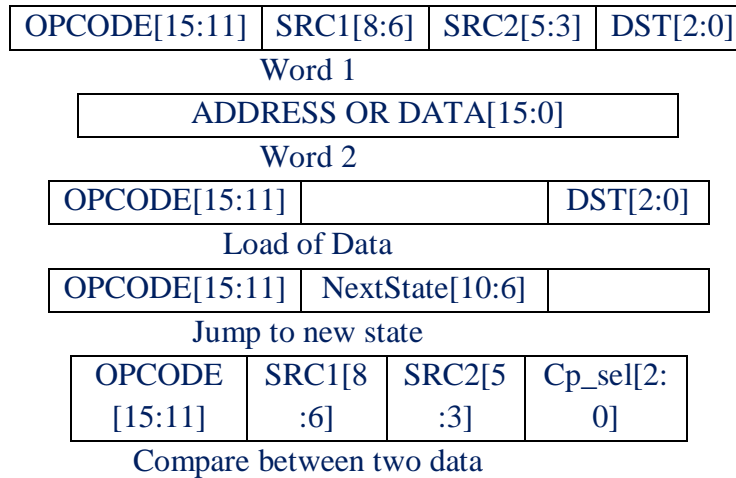 OPCODE[15:11] SRC1[8:6] SRC2[5:3] DST[2:0]
Word 1
ADDRESS OR DATA[15:0]
Word 2
OPCODE[15:11] DST[2:0]
Load of Data
OPCODE[15:11] NextState[10:6]
Jump to new state
OPCODE SRC1[8 SRC2[5 Cp_sel[2:
[15:11] :6] :3] 0]
Compare between two data